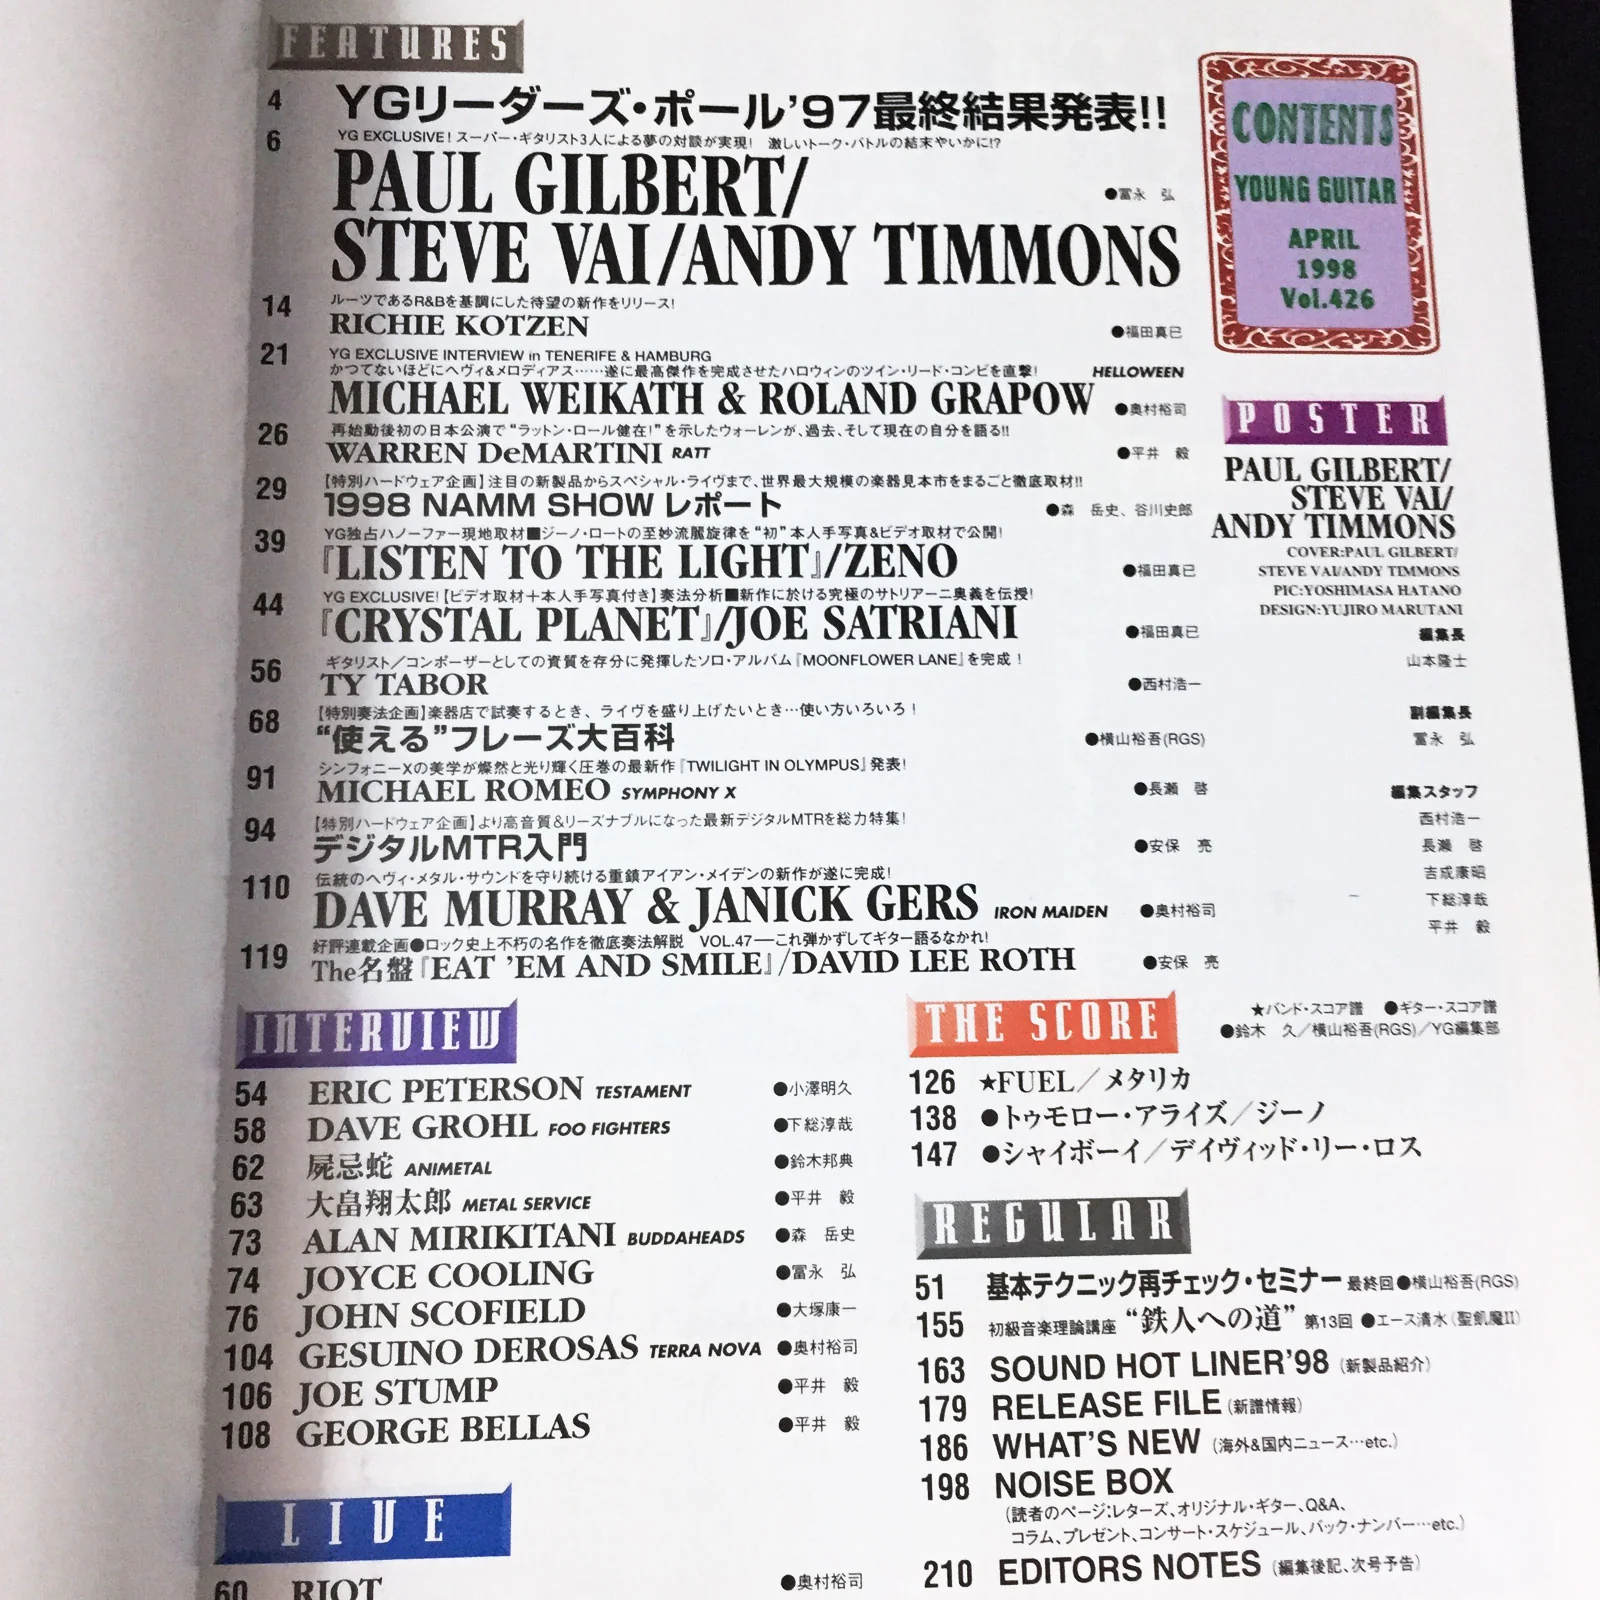 FEATURES
4 YGリーダーズ・ポール'97最終結果発表!!
6 YG EXCLUSIVE! スーパー・ギタリスト3人による夢の対談が実現! 激しいトーク・バトルの結末やいかに!?
PAUL GILBERT/
STEVE VAI/ANDY TIMMONS ●冨永 弘
14 ルーツであるR&Bを基調にした待望の新作をリリース!
RICHIE KOTZEN ●福田真已
21 YG EXCLUSIVE INTERVIEW in TENERIFE & HAMBURG
かつてないほどにヘヴィ&メロディアス……遂に最高傑作を完成させたハロウィンのツイン・リード・コンビを直撃! HELLOWEEN
MICHAEL WEIKATH & ROLAND GRAPOW ●奥村裕司
26 再始動後初の日本公演で“ラットン・ロール健在!”を示したウォーレンが、過去、そして現在の自分を語る!!
WARREN DeMARTINI RATT ●平井 毅
29 【特別ハードウェア企画】注目の新製品からスペシャル・ライヴまで、世界最大規模の楽器見本市をまるごと徹底取材!!
1998 NAMM SHOW レポート ●森 岳史、谷川史郎
39 YG独占ハノーファー現地取材■ジーノ・ロートの至妙流麗旋律を“初”本人手写真&ビデオ取材で公開!
『LISTEN TO THE LIGHT』/ZENO ●福田真已
44 YG EXCLUSIVE!【ビデオ取材+本人手写真付き】奏法分析■新作に於ける究極のサトリアーニ奥義を伝授!
『CRYSTAL PLANET』/JOE SATRIANI ●福田真已
56 ギタリスト/コンポーザーとしての資質を存分に発揮したソロ・アルバム『MOONFLOWER LANE』を完成!
TY TABOR ●西村浩一
68 【特別奏法企画】楽器店で試奏するとき、ライヴを盛り上げたいとき…使い方いろいろ!
“使える”フレーズ大百科 ●横山裕吾(RGS)
91 シンフォニーXの美学が燦然と光り輝く圧巻の最新作『TWILIGHT IN OLYMPUS』発表!
MICHAEL ROMEO SYMPHONY X ●長瀬 啓
94 【特別ハードウェア企画】より高音質&リーズナブルになった最新デジタルMTRを総力特集!
デジタルMTR入門 ●安保 亮
110 伝統のヘヴィ・メタル・サウンドを守り続ける重鎮アイアン・メイデンの新作が遂に完成!
DAVE MURRAY & JANICK GERS IRON MAIDEN ●奥村裕司
119 好評連載企画●ロック史上不朽の名作を徹底奏法解説 VOL.47―これ弾かずしてギター語るなかれ!
The名盤『EAT 'EM AND SMILE』/DAVID LEE ROTH ●安保 亮
CONTENTS
YOUNG GUITAR
APRIL
1998
Vol.426
POSTER
PAUL GILBERT/
STEVE VAI/
ANDY TIMMONS
COVER:PAUL GILBERT/
STEVE VAI/ANDY TIMMONS
PIC:YOSHIMASA HATANO
DESIGN:YUJIRO MARUTANI
編集長
山本隆士
副編集長
冨永 弘
編集スタッフ
西村浩一
長瀬 啓
吉成康昭
下総淳哉
平井 毅
INTERVIEW
54 ERIC PETERSON TESTAMENT ●小澤明久
58 DAVE GROHL FOO FIGHTERS ●下総淳哉
62 屍忌蛇 ANIMETAL ●鈴木邦典
63 大畠翔太郎 METAL SERVICE ●平井 毅
73 ALAN MIRIKITANI BUDDAHEADS ●森 岳史
74 JOYCE COOLING ●冨永 弘
76 JOHN SCOFIELD ●大塚康一
104 GESUINO DEROSAS TERRA NOVA ●奥村裕司
106 JOE STUMP ●平井 毅
108 GEORGE BELLAS ●平井 毅
LIVE
60 RIOT ●奥村裕司
THE SCORE
★バンド・スコア譜 ●ギター・スコア譜
●鈴木 久/横山裕吾(RGS)/YG編集部
126 ★FUEL/メタリカ
138 ●トゥモロー・アライズ/ジーノ
147 ●シャイボーイ/デイヴィッド・リー・ロス
REGULAR
51 基本テクニック再チェック・セミナー 最終回●横山裕吾(RGS)
155 初級音楽理論講座 “鉄人への道” 第13回 ●エース清水(聖飢魔II)
163 SOUND HOT LINER'98 (新製品紹介)
179 RELEASE FILE (新譜情報)
186 WHAT'S NEW (海外&国内ニュース…etc.)
198 NOISE BOX
(読者のページ:レターズ、オリジナル・ギター、Q&A、
コラム、プレゼント、コンサート・スケジュール、バック・ナンバー…etc.)
210 EDITORS NOTES (編集後記、次号予告)